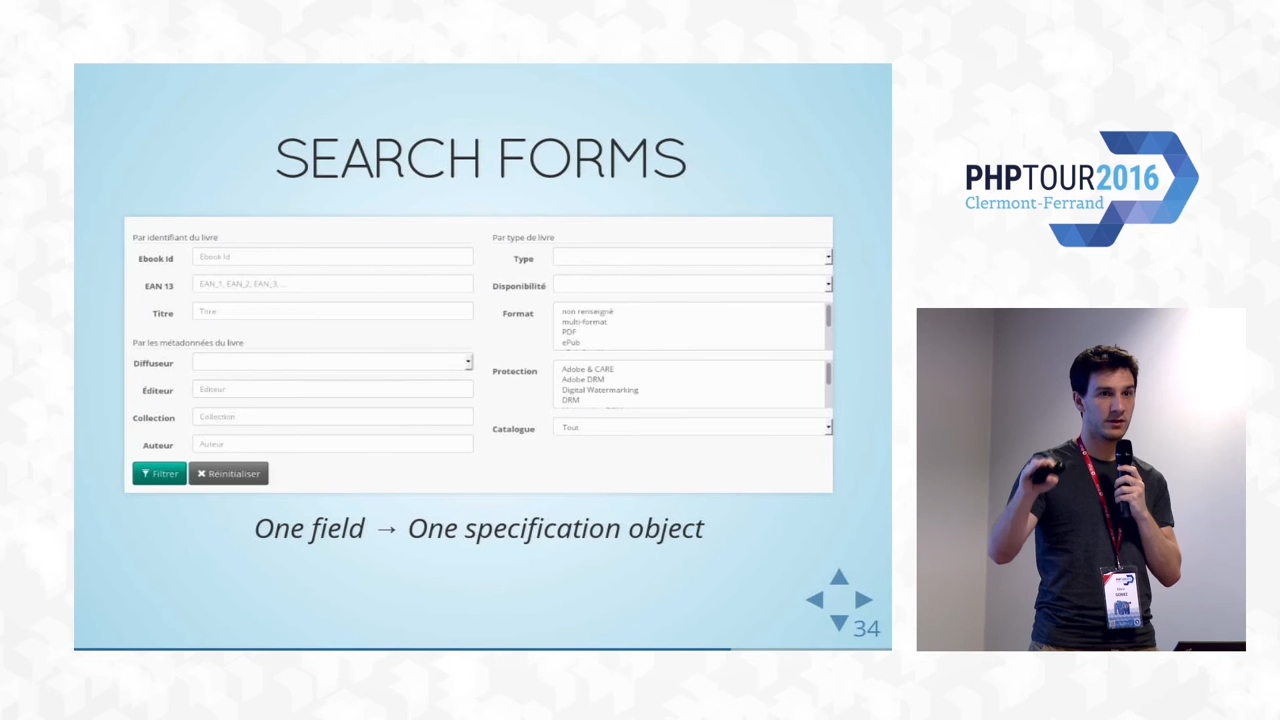 SEARCH FORMS
Par identifiant du livre
Ebook Id
Ebook Id
EAN 13
EAN_1, EAN_2, EAN_3, ...
Titre
Titre
Par les métadonnées du livre
Diffuseur
Éditeur
Editeur
Collection
Collection
Auteur
Auteur
Filtrer
Réinitialiser
Par type de livre
Type
Disponibilité
Format
non renseigné
multi-format
PDF
ePub
Protection
Adobe & CARE
Adobe DRM
Digital Watermarking
DRM
Catalogue
Tout
One field → One specification object
34
PHPTOUR2016
Clermont-Ferrand